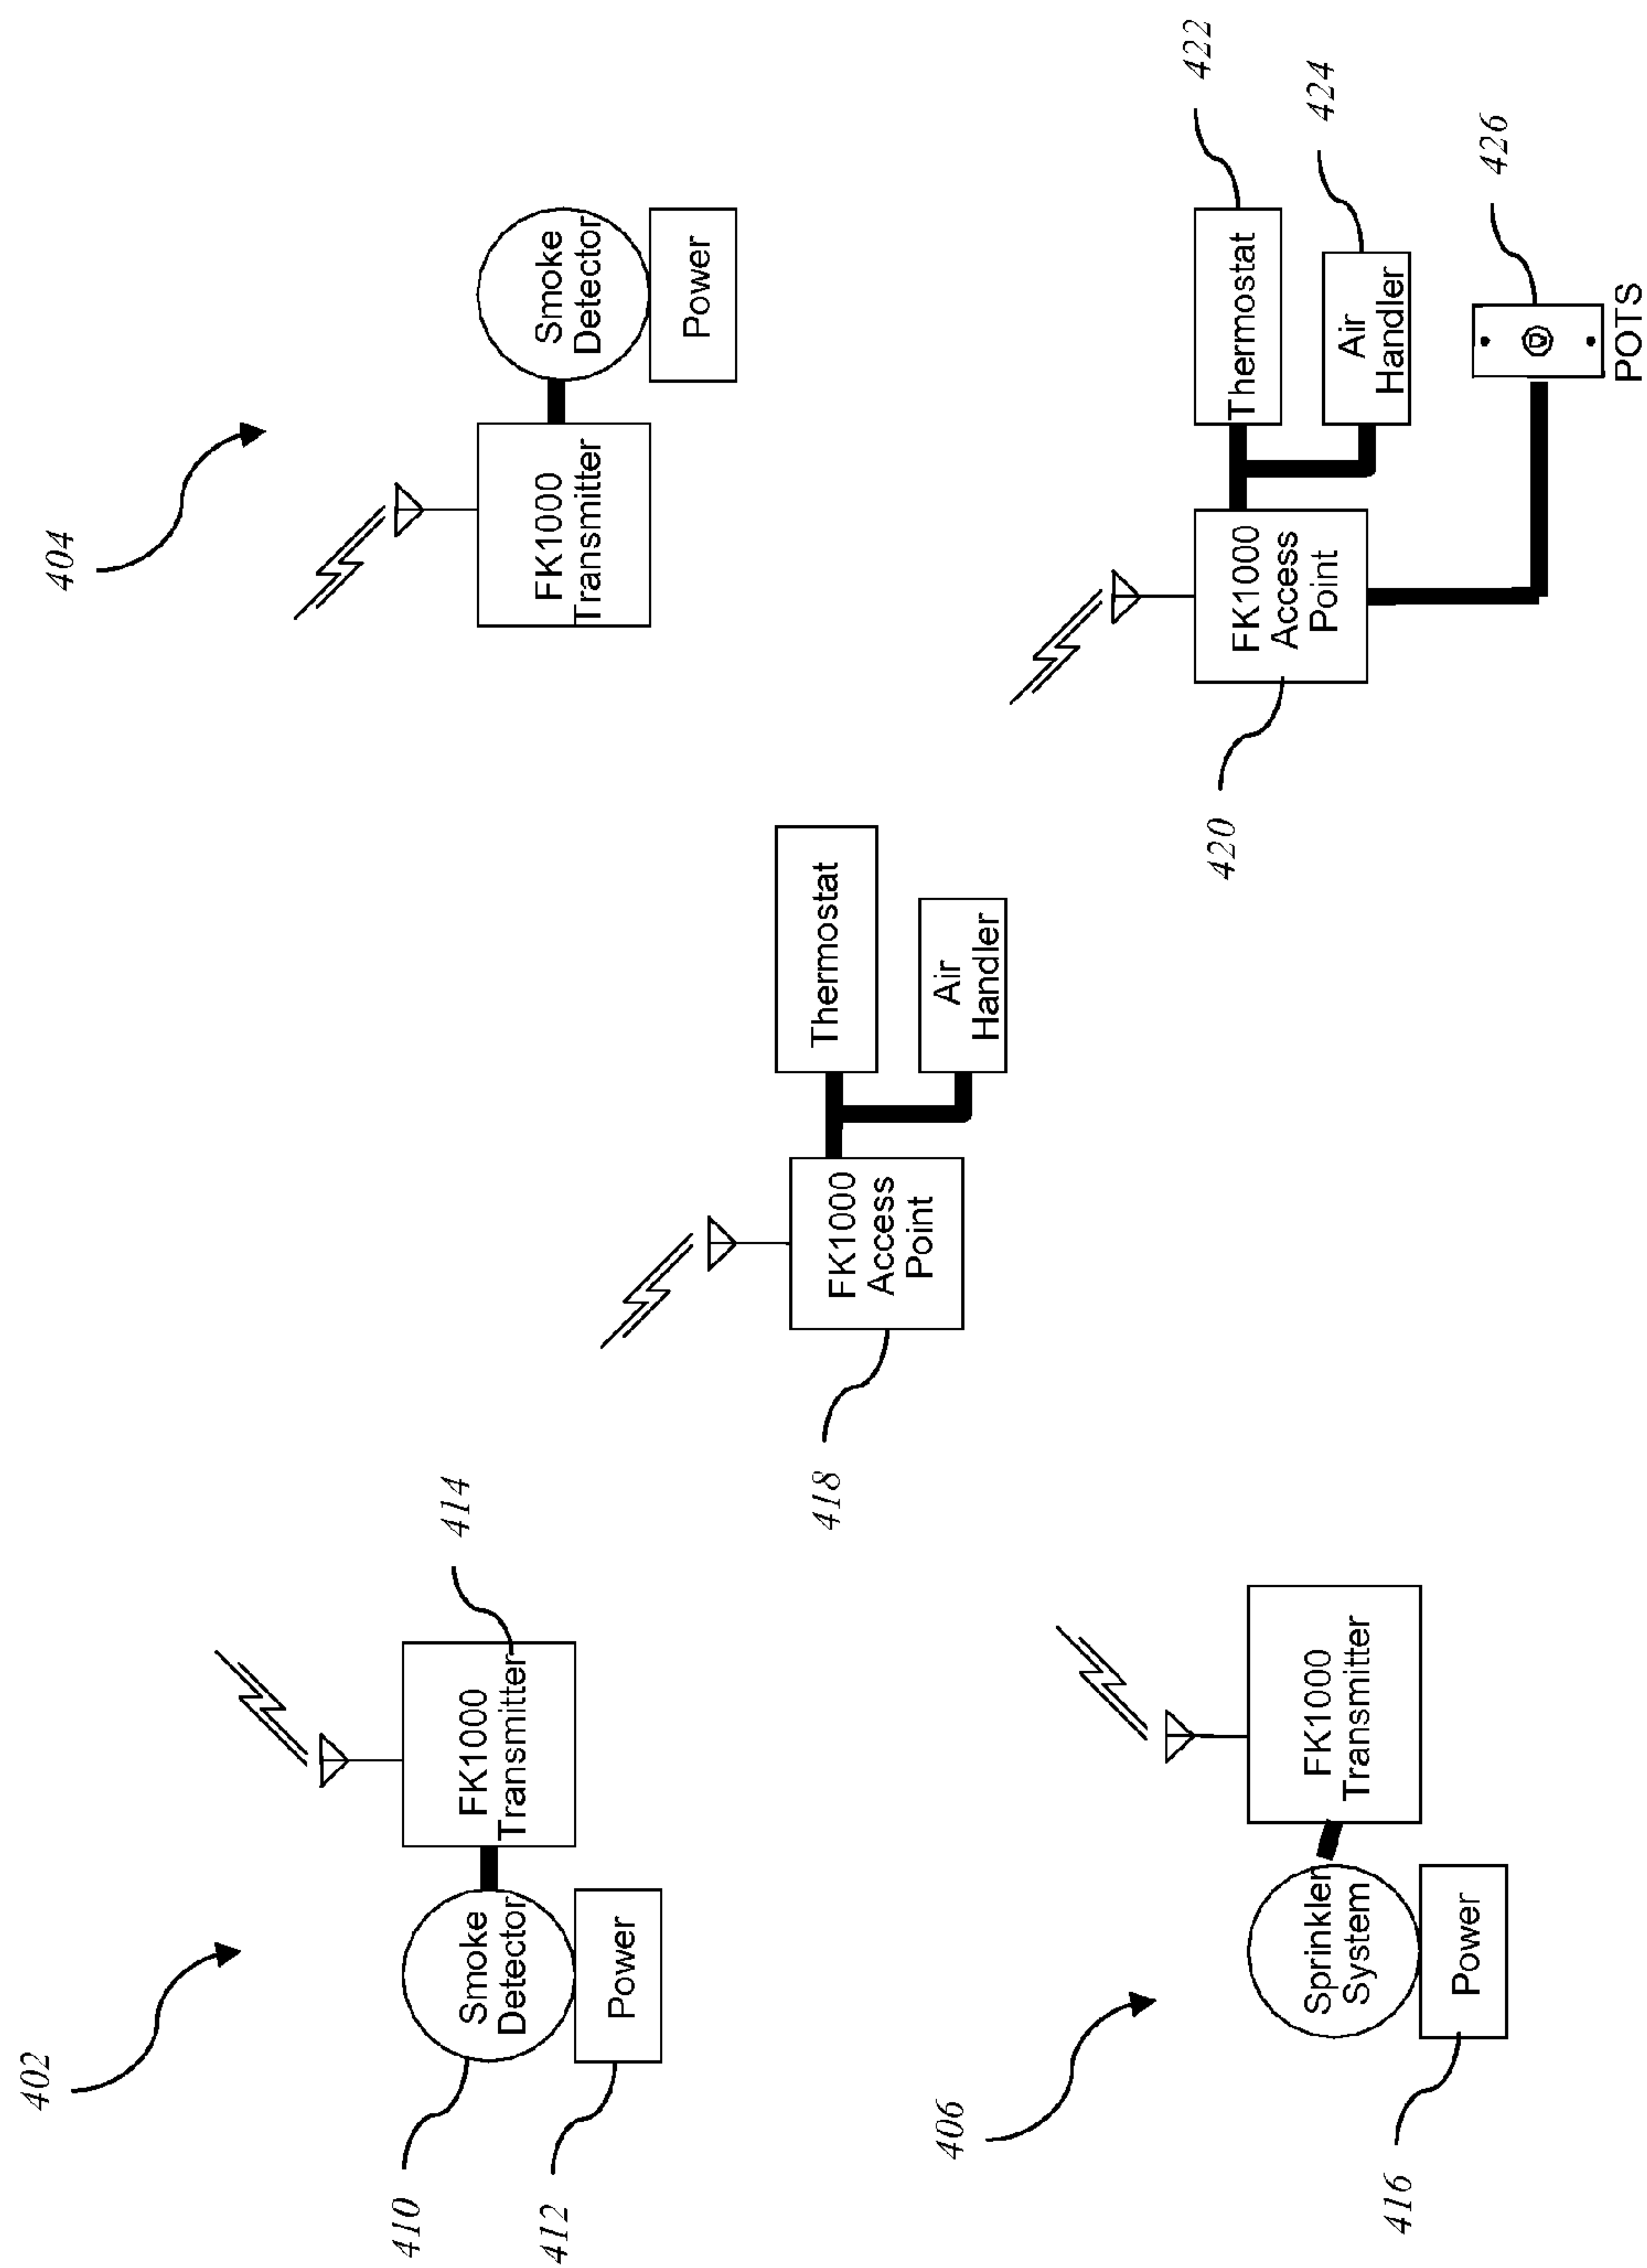 402
410
Smoke
Detector
412
Power
FK1000
Transmitter
414
404
FK1000
Transmitter
Smoke
Detector
Power
418
FK1000
Access
Point
Thermostat
Air
Handler
406
Sprinkler
System
416
Power
FK1000
Transmitter
420
FK1000
Access
Point
Thermostat
422
Air
Handler
424
426
POTS